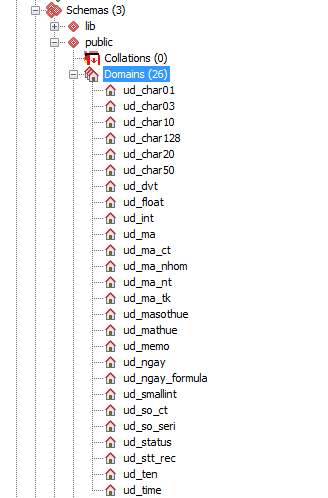 Schemas (3)
lib
public
Collations (0)
Domains (26)
ud_char01
ud_char03
ud_char10
ud_char128
ud_char20
ud_char50
ud_dvt
ud_float
ud_int
ud_ma
ud_ma_ct
ud_ma_nhom
ud_ma_nt
ud_ma_tk
ud_masothue
ud_mathue
ud_memo
ud_ngay
ud_ngay_formula
ud_smallint
ud_so_ct
ud_so_seri
ud_status
ud_stt_rec
ud_ten
ud_time